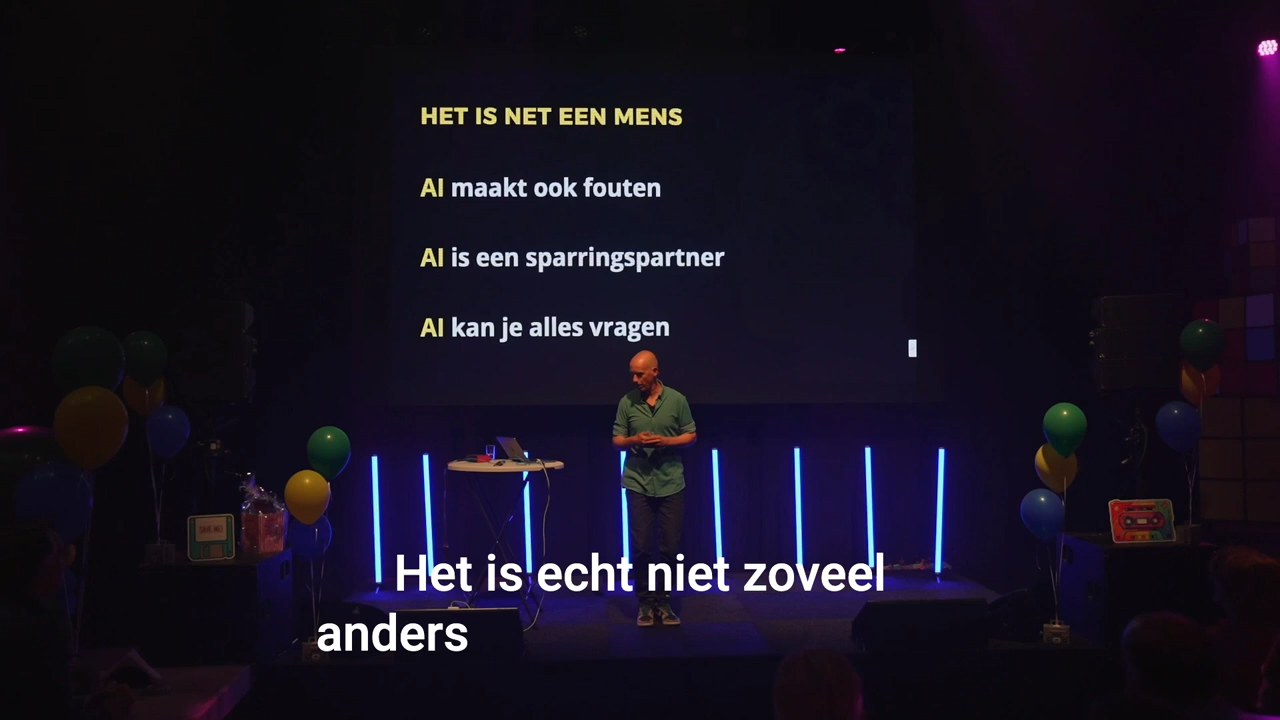 HET IS NET EEN MENS
AI maakt ook fouten
AI is een sparringspartner
AI kan je alles vragen
Het is echt niet zoveel
anders